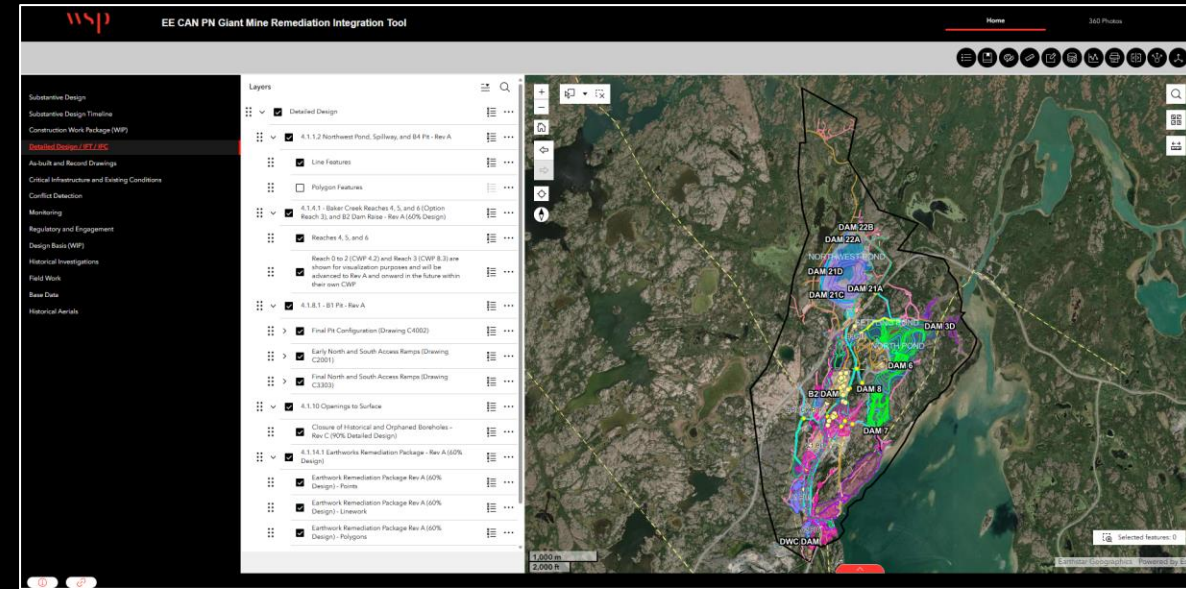 wsp
EE CAN PN Giant Mine Remediation Integration Tool
Home
360 Photos
Substantive Design
Substantive Design Timeline
Construction Work Package (WIP)
Detailed Design / IFT / IFC
As-built and Record Drawings
Critical Infrastructure and Existing Conditions
Conflict Detection
Monitoring
Regulatory and Engagement
Design Basis (WIP)
Historical Investigations
Field Work
Base Data
Historical Aerials
Layers
Detailed Design
4.1.1.2 Northwest Pond, Spillway, and B4 Pit - Rev A
Line Features
Polygon Features
4.1.4.1 - Baker Creek Reaches 4, 5, and 6 (Option
Reach 3), and B2 Dam Raise - Rev A (60% Design)
Reaches 4, 5, and 6
Reach 0 to 2 (CWP 4.2) and Reach 3 (CWP 8.3) are
shown for visualization purposes and will be
advanced to Rev A and onward in the future within
their own CWP
4.1.8.1 - B1 Pit - Rev A
Final Pit Configuration (Drawing C4002)
Early North and South Access Ramps (Drawing
C2001)
Final North and South Access Ramps (Drawing
C3303)
4.1.10 Openings to Surface
Closure of Historical and Orphaned Boreholes -
Rev C (90% Detailed Design)
4.1.14.1 Earthworks Remediation Package - Rev A (60%
Design)
Earthwork Remediation Package Rev A (60%
Design) - Points
Earthwork Remediation Package Rev A (60%
Design) - Linework
Earthwork Remediation Package Rev A (60%
Design) - Polygons
DAM 22B
DAM 22A
NORTHWEST POND
DAM 21D
DAM 21A
DAM 21C
DAM 3D
NORTH POND
DAM 6
DAM 8
B2 DAM
DAM 7
DWC DAM
1,000 m
2,000 ft
Selected features: 0
Earthstar Geographics Powered by Es